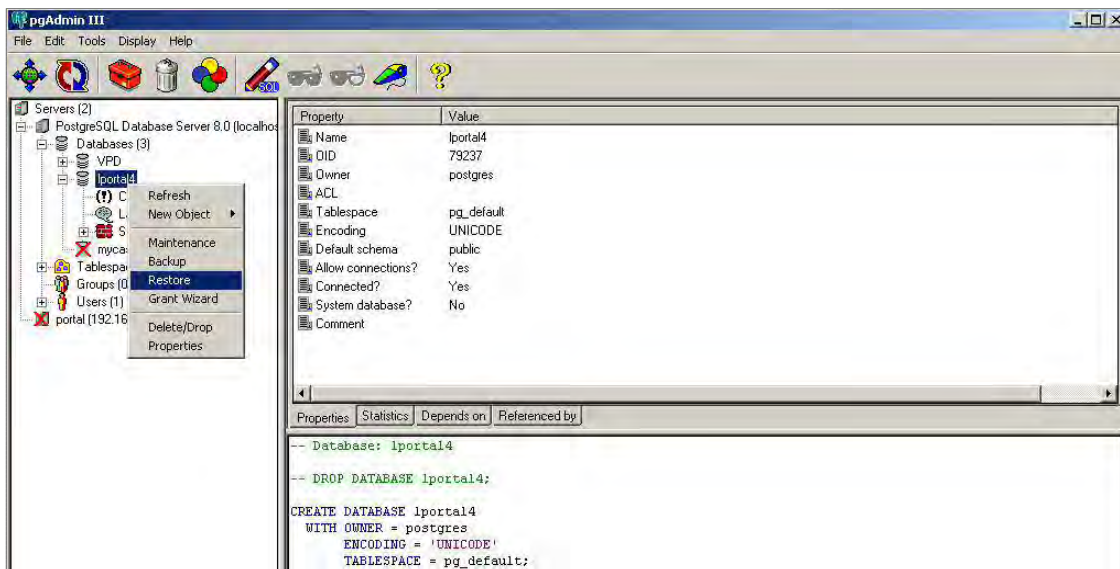 pgAdmin III
File Edit Tools Display Help
SQL
Servers (2)
PostgreSQL Database Server 8.0 (localhos
Databases (3)
VPD
lportal4
C
L
S
myca
Tablespa
Groups (0
Users (1)
portal (192.16
Refresh
New Object
Maintenance
Backup
Restore
Grant Wizard
Delete/Drop
Properties
Property Value
Name lportal4
OID 79237
Owner postgres
ACL
Tablespace pg_default
Encoding UNICODE
Default schema public
Allow connections? Yes
Connected? Yes
System database? No
Comment
Properties Statistics Depends on Referenced by
-- Database: lportal4
-- DROP DATABASE lportal4;
CREATE DATABASE lportal4
WITH OWNER = postgres
ENCODING = 'UNICODE'
TABLESPACE = pg_default;